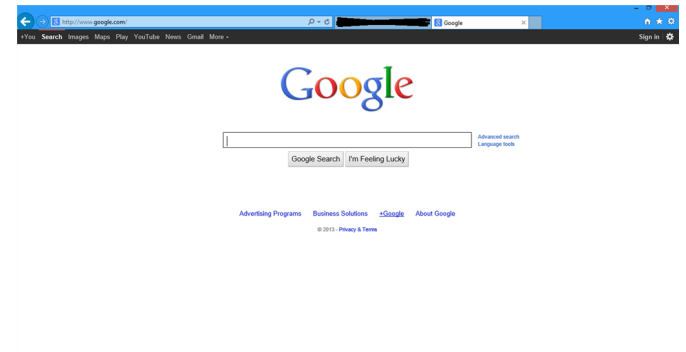 http://www.google.com/
Google
+You Search Images Maps Play YouTube News Gmail More
Sign in
Google
Advanced search
Language tools
Google Search I'm Feeling Lucky
Advertising Programs Business Solutions +Google About Google
© 2013 - Privacy & Terms